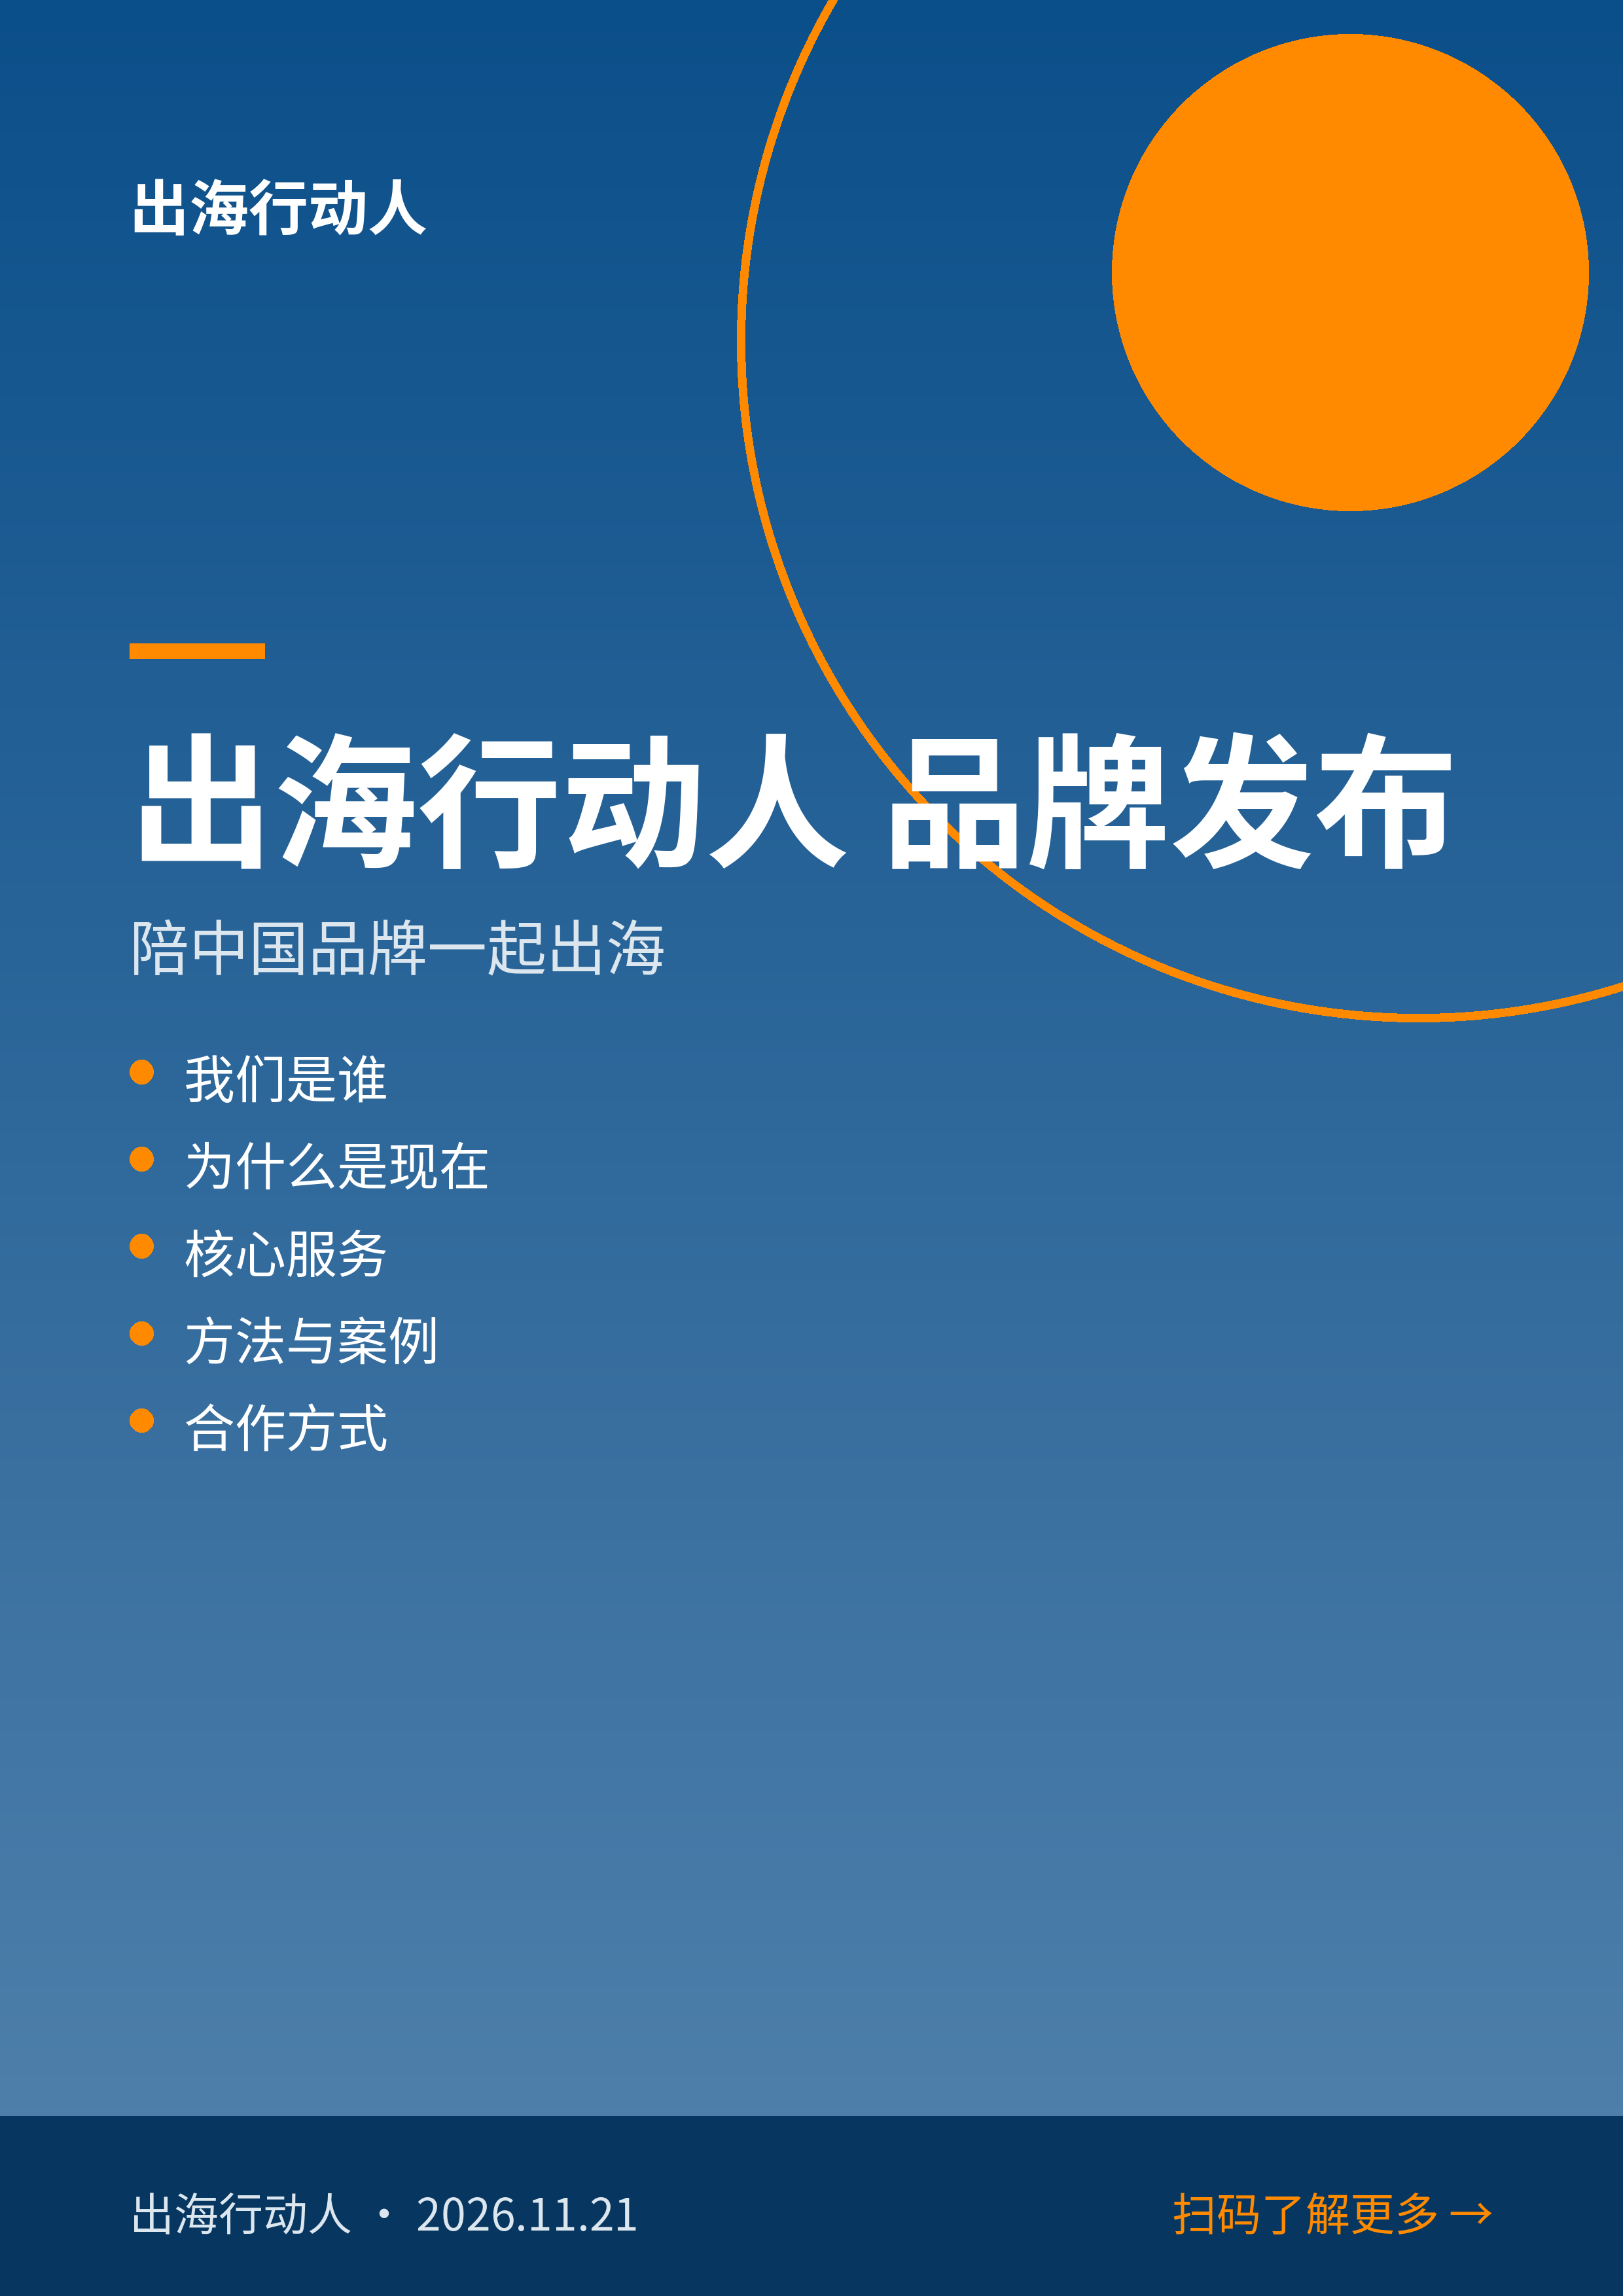 出海行动人
出海行动人 品牌发布
陪中国品牌一起出海
我们是谁
为什么是现在
核心服务
方法与案例
合作方式
出海行动人 · 2026.11.21
扫码了解更多 →